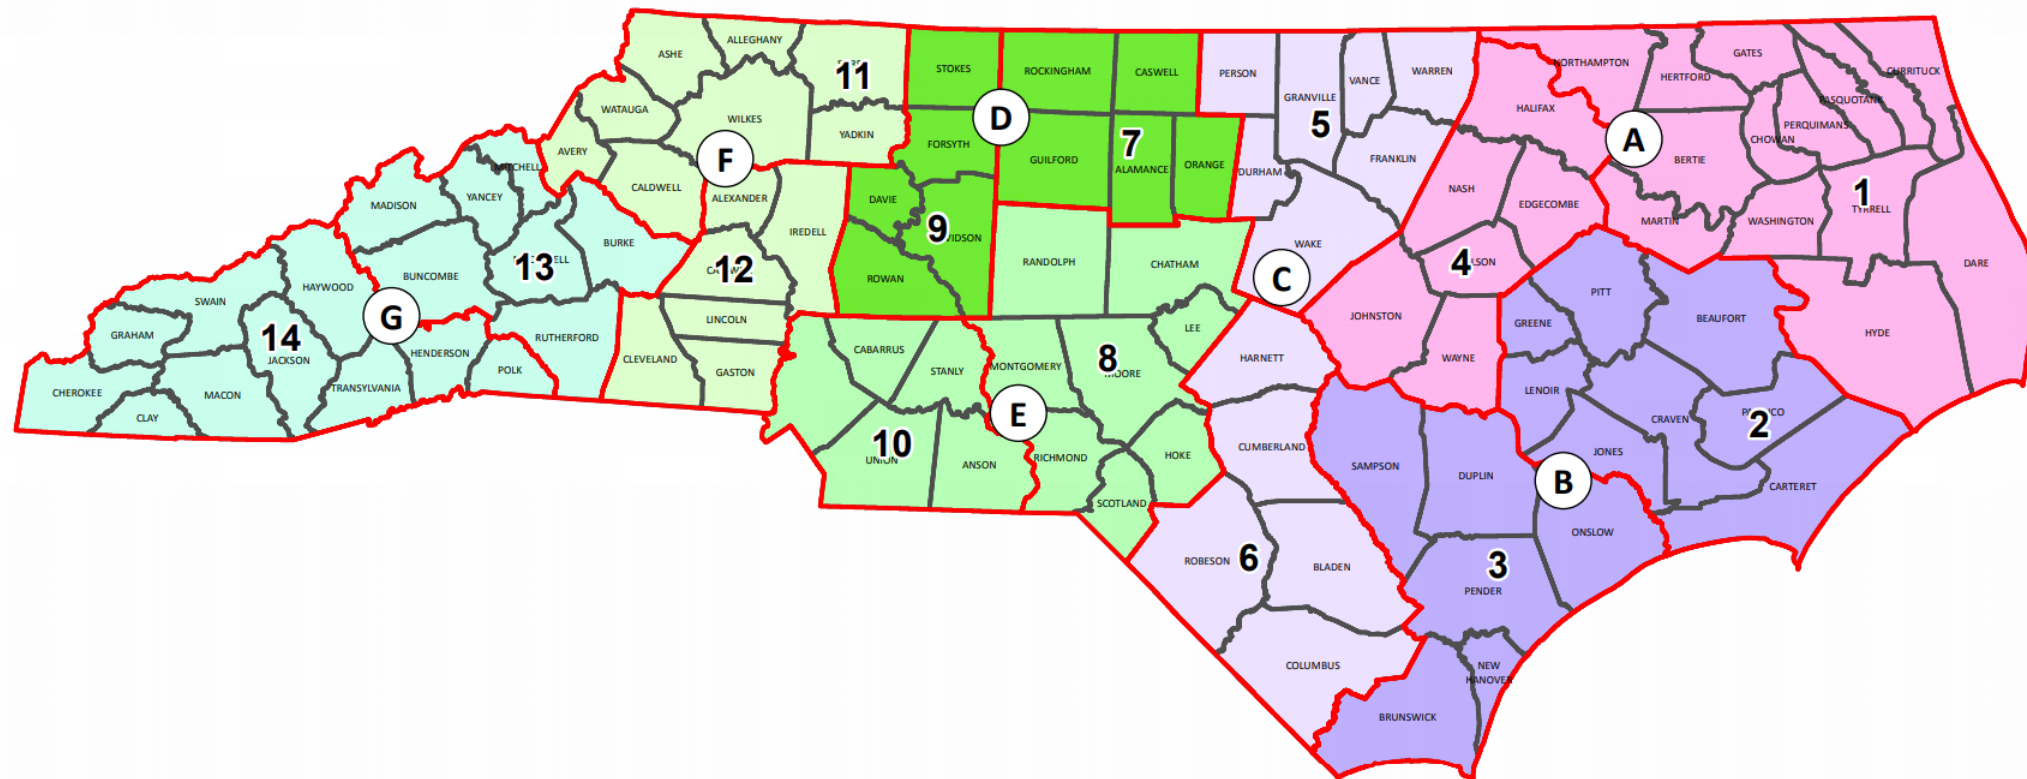 ASHE
ALLEGHANY
11
STOKES
ROCKINGHAM
CASWELL
PERSON
GRANVILLE
VANCE
WARREN
NORTHAMPTON
HERTFORD
GATES
CURRITUCK
PASQUOTANK
PERQUIMANS
CHOWAN
HALIFAX
A
BERTIE
WATAUGA
WILKES
YADKIN
D
FORSYTH
GUILFORD
7
ALAMANCE
ORANGE
DURHAM
5
FRANKLIN
AVERY
F
CALDWELL
ALEXANDER
MITCHELL
YANCEY
MADISON
DAVIE
9
IREDELL
NASH
EDGECOMBE
MARTIN
WASHINGTON
1
TYRRELL
DARE
BURKE
BUNCOMBE
13
12
ROWAN
RANDOLPH
CHATHAM
WAKE
C
4
PITT
BEAUFORT
HYDE
HAYWOOD
SWAIN
G
GRAHAM
14
JACKSON
HENDERSON
RUTHERFORD
POLK
LINCOLN
CLEVELAND
GASTON
CABARRUS
STANLY
MONTGOMERY
8
MOORE
LEE
HARNETT
JOHNSTON
WAYNE
GREENE
LENOIR
CRAVEN
2
CHEROKEE
CLAY
MACON
TRANSYLVANIA
10
UNION
ANSON
E
RICHMOND
HOKE
SCOTLAND
CUMBERLAND
SAMPSON
DUPLIN
B
JONES
CARTERET
ONSLOW
ROBESON
6
BLADEN
3
PENDER
COLUMBUS
NEW
HANOVER
BRUNSWICK